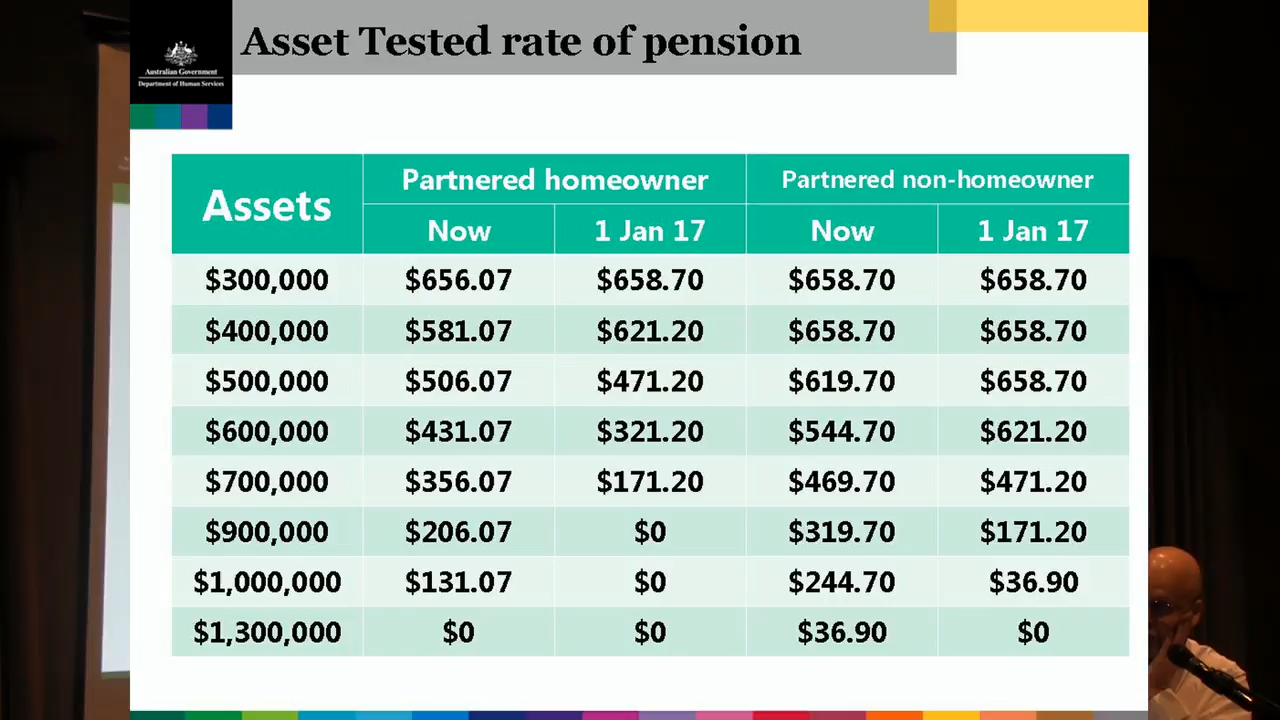 Asset Tested rate of pension
Australian Government
Department of Human Services
Assets Partnered homeowner Partnered non-homeowner
Now 1 Jan 17 Now 1 Jan 17
$300,000 $656.07 $658.70 $658.70 $658.70
$400,000 $581.07 $621.20 $658.70 $658.70
$500,000 $506.07 $471.20 $619.70 $658.70
$600,000 $431.07 $321.20 $544.70 $621.20
$700,000 $356.07 $171.20 $469.70 $471.20
$900,000 $206.07 $0 $319.70 $171.20
$1,000,000 $131.07 $0 $244.70 $36.90
$1,300,000 $0 $0 $36.90 $0